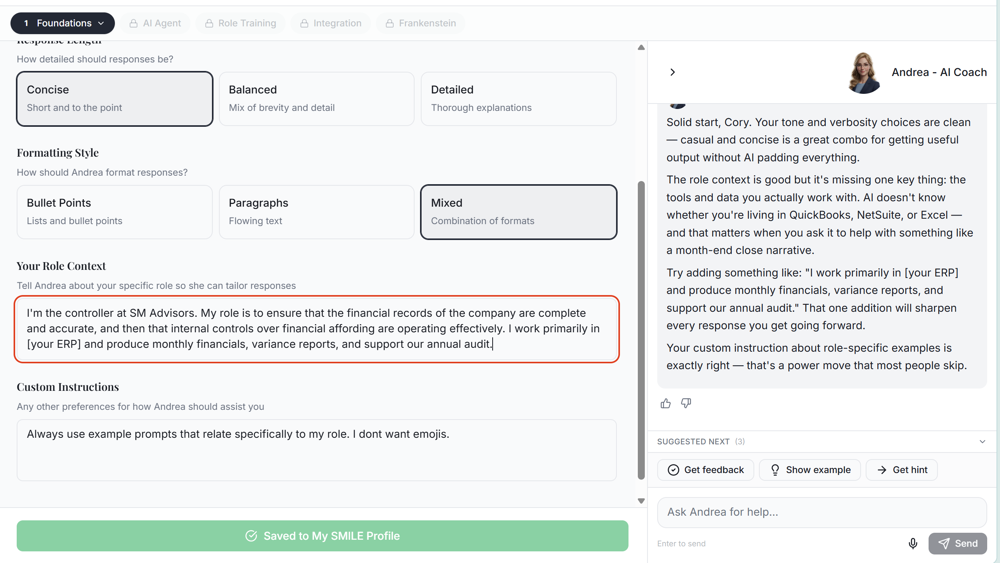 1 Foundations
AI Agent
Role Training
Integration
Frankenstein
Response Length
How detailed should responses be?
Concise
Short and to the point
Balanced
Mix of brevity and detail
Detailed
Thorough explanations
Formatting Style
How should Andrea format responses?
Bullet Points
Lists and bullet points
Paragraphs
Flowing text
Mixed
Combination of formats
Your Role Context
Tell Andrea about your specific role so she can tailor responses
I'm the controller at SM Advisors. My role is to ensure that the financial records of the company are complete
and accurate, and then that internal controls over financial affording are operating effectively. I work primarily in
[your ERP] and produce monthly financials, variance reports, and support our annual audit.
Custom Instructions
Any other preferences for how Andrea should assist you
Always use example prompts that relate specifically to my role. I dont want emojis.
Saved to My SMILE Profile
Andrea - AI Coach
Solid start, Cory. Your tone and verbosity choices are clean
— casual and concise is a great combo for getting useful
output without AI padding everything.
The role context is good but it's missing one key thing: the
tools and data you actually work with. AI doesn't know
whether you're living in QuickBooks, NetSuite, or Excel —
and that matters when you ask it to help with something like
a month-end close narrative.
Try adding something like: "I work primarily in [your ERP]
and produce monthly financials, variance reports, and
support our annual audit." That one addition will sharpen
every response you get going forward.
Your custom instruction about role-specific examples is
exactly right — that's a power move that most people skip.
SUGGESTED NEXT (3)
Get feedback
Show example
Get hint
Ask Andrea for help...
Enter to send
Send